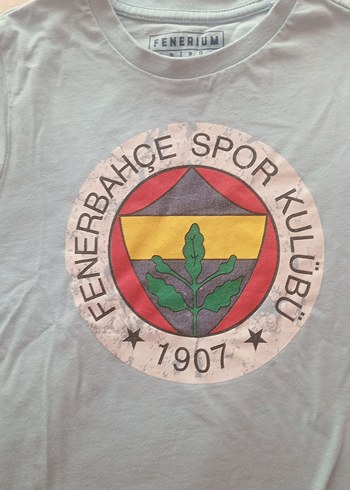 FENERIUM
FENERBAHÇE SPOR KULÜBÜ
★ 1907 ★